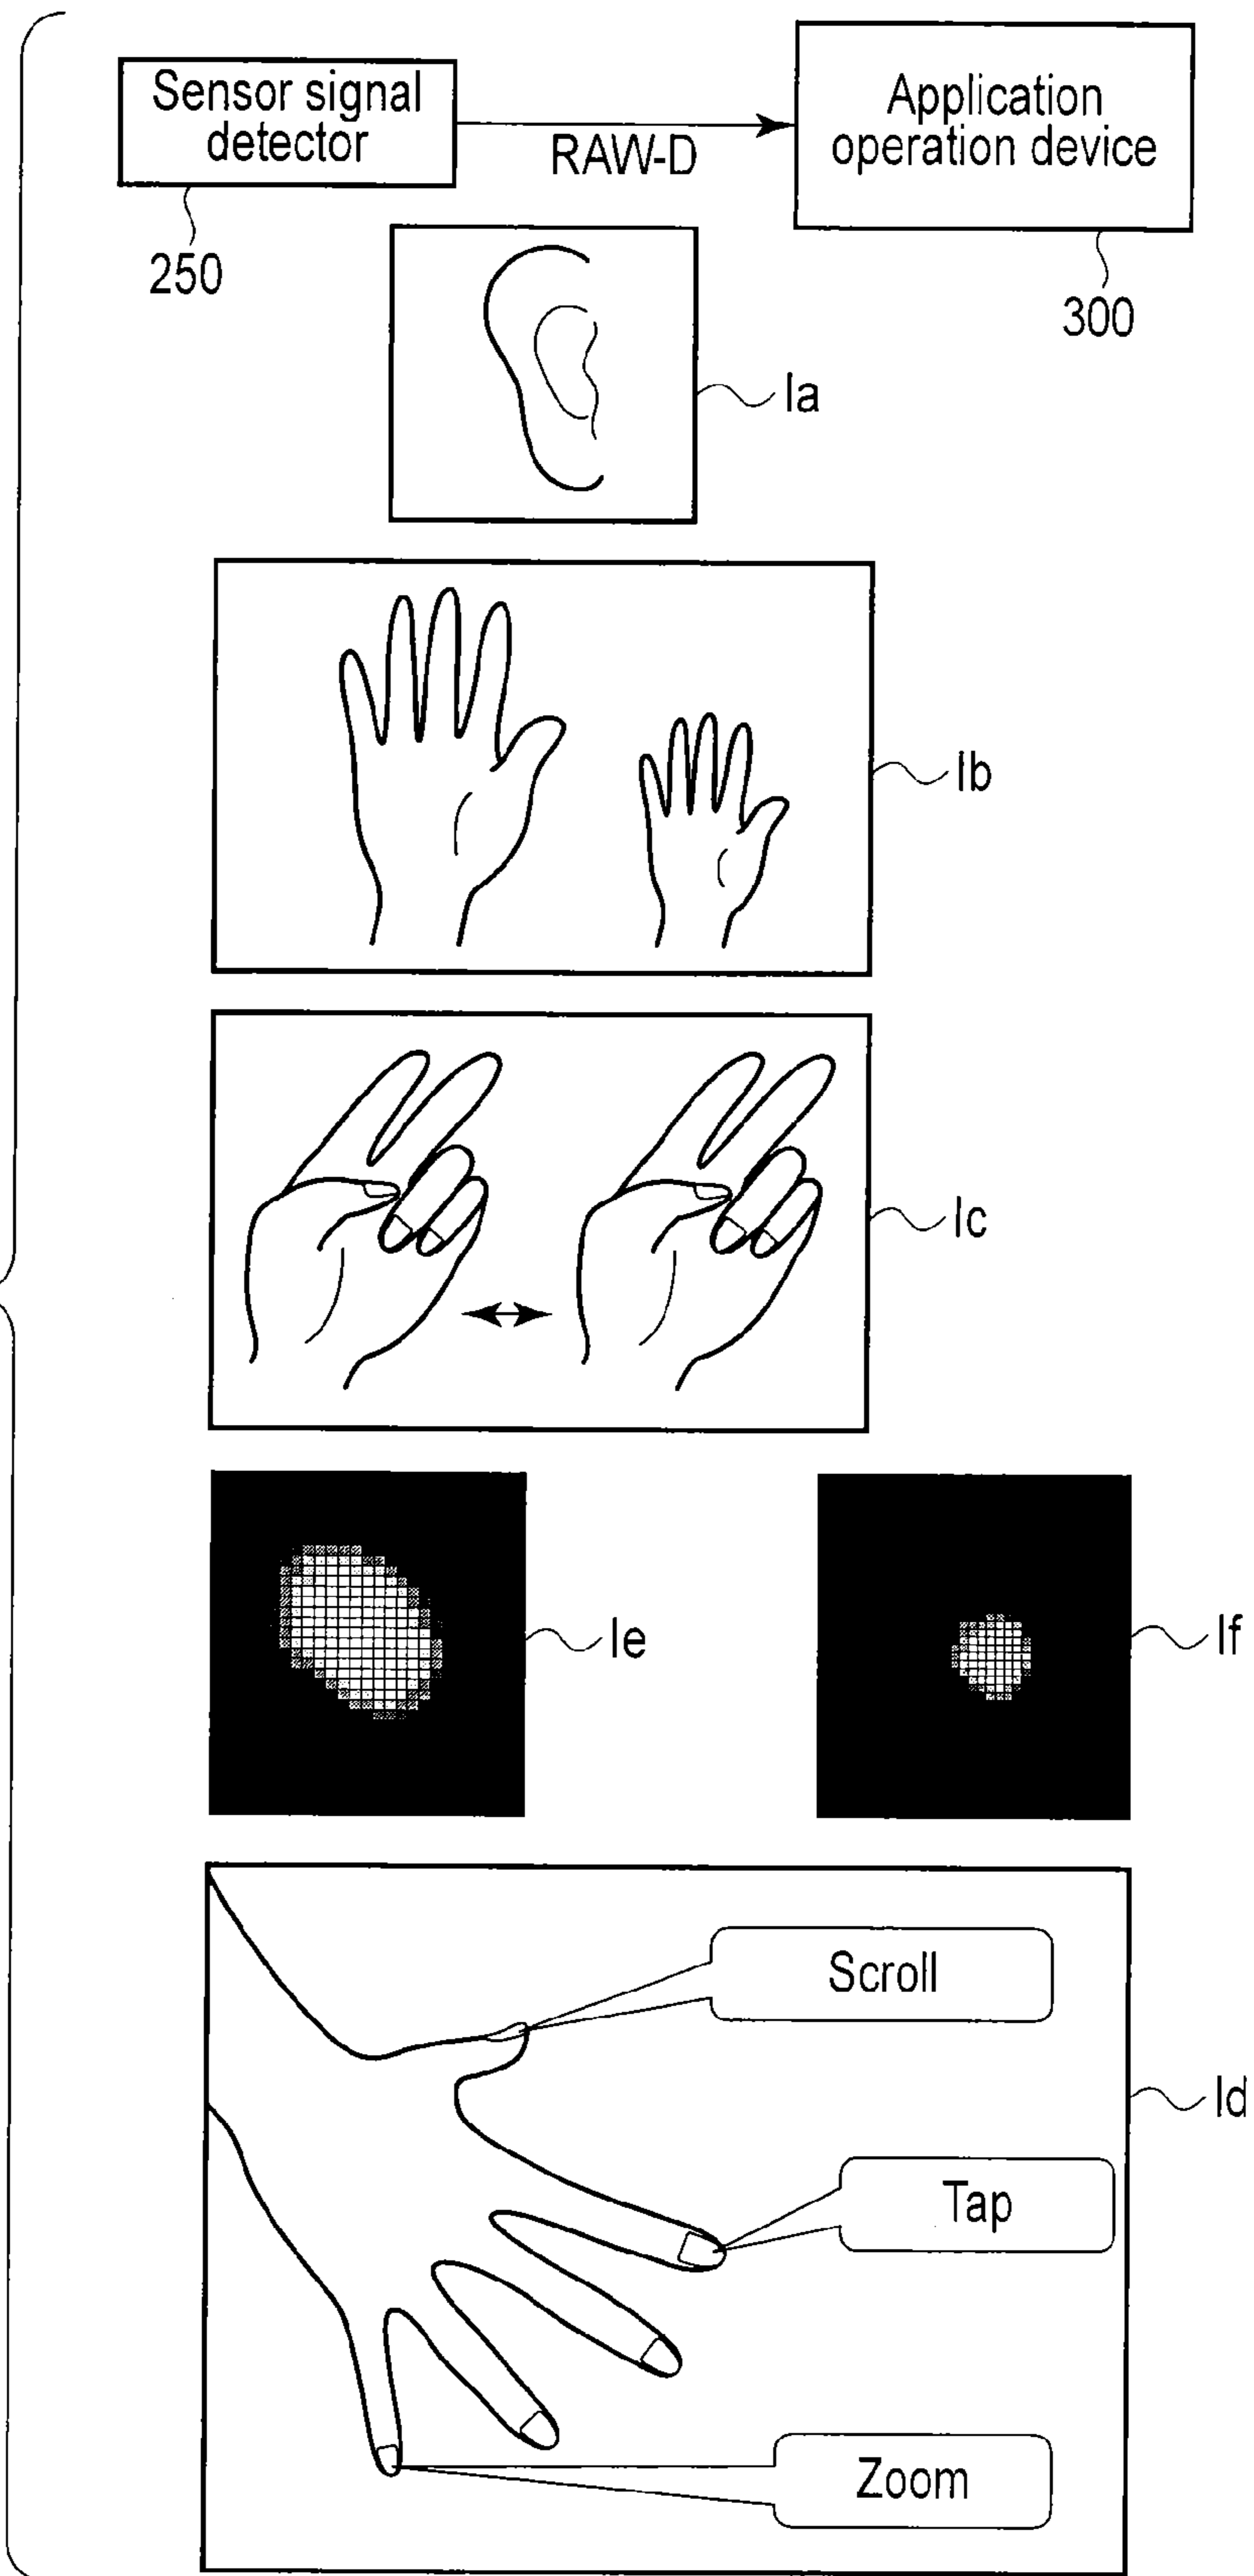 Sensor signal
detector
RAW-D
Application
operation device
250
300
Ia
Ib
Ic
Ie
If
Scroll
Id
Tap
Zoom